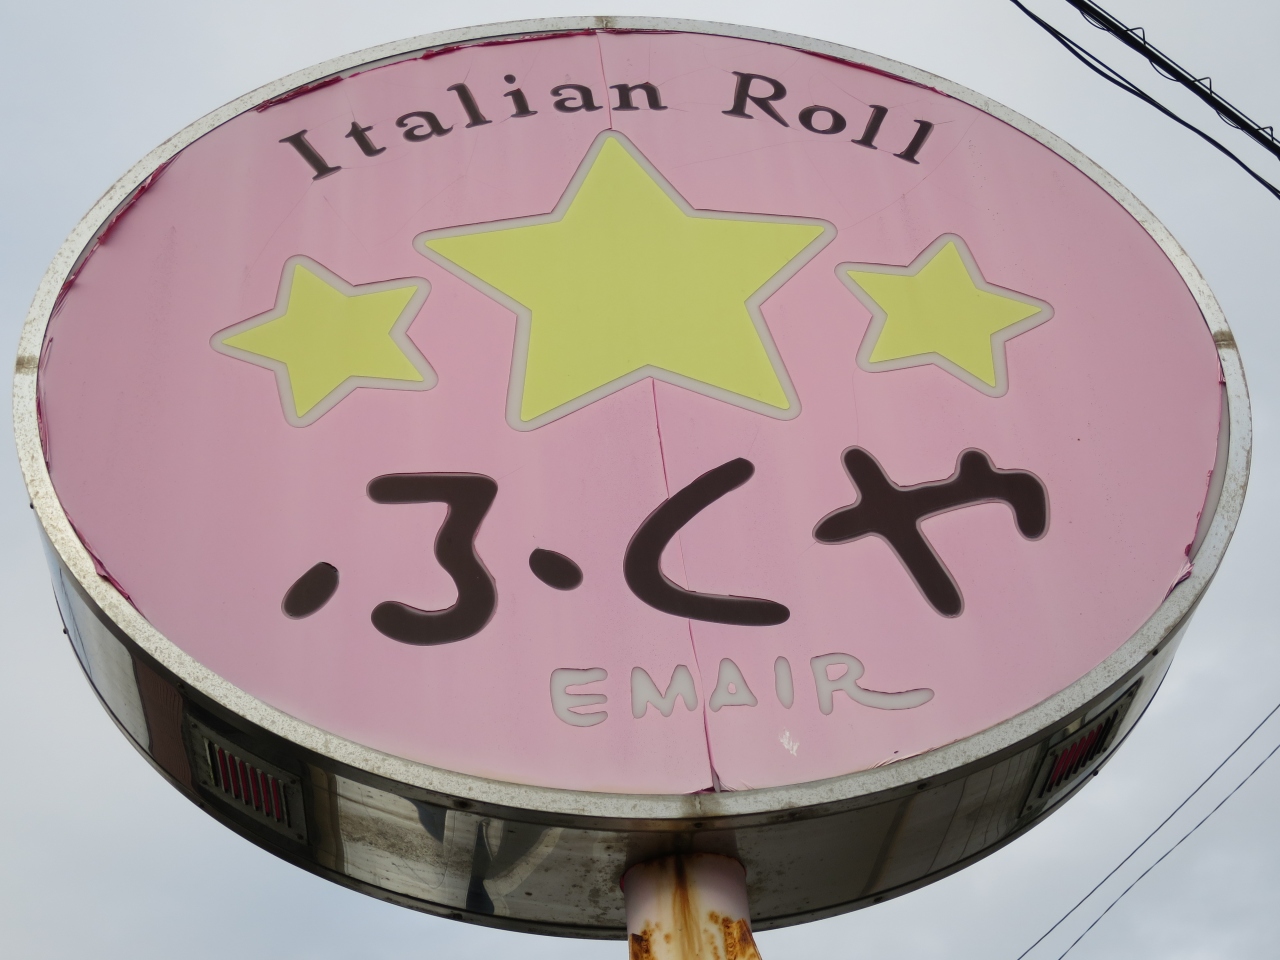 Italian Roll
ふくや
EMAIR